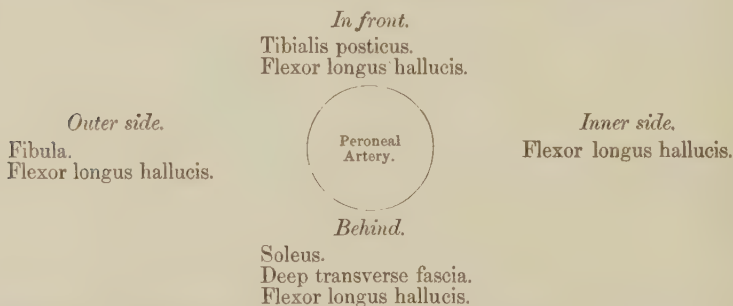 In front.
Tibialis posticus.
Flexor longus hallucis.
Outer side.
Fibula.
Flexor longus hallucis.
Peroneal
Artery.
Inner side.
Flexor longus hallucis.
Behind.
Soleus.
Deep transverse fascia.
Flexor longus hallucis.